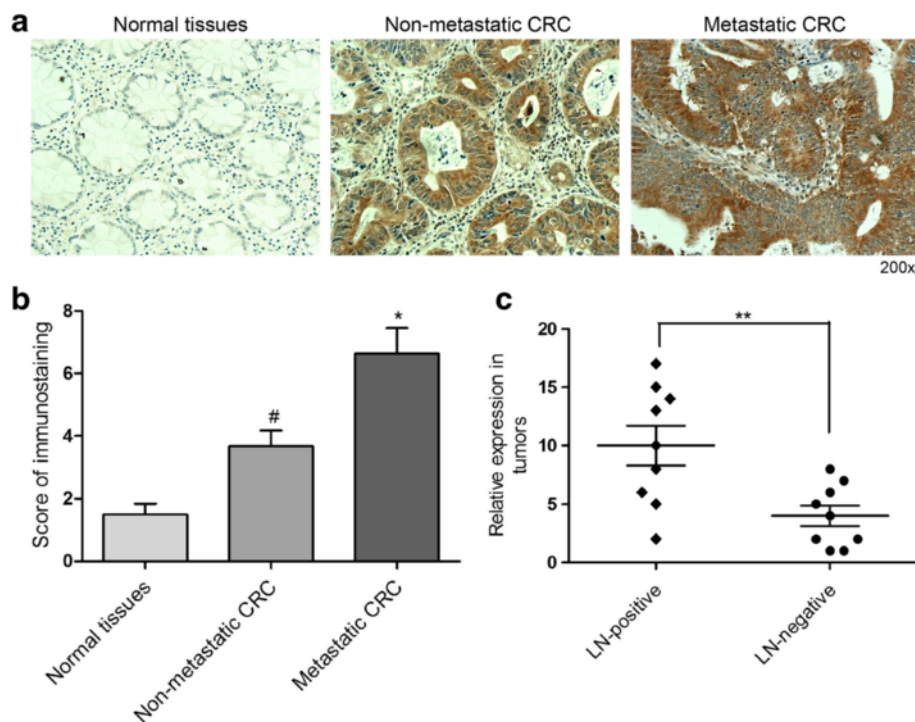 a
Normal tissues
Non-metastatic CRC
Metastatic CRC
200x
b
Score of immunostaining
8
6
4
2
0
#
*
Normal tissues
Non-metastatic CRC
Metastatic CRC
c
Relative expression in
tumors
20
15
10
5
0
**
LN-positive
LN-negative